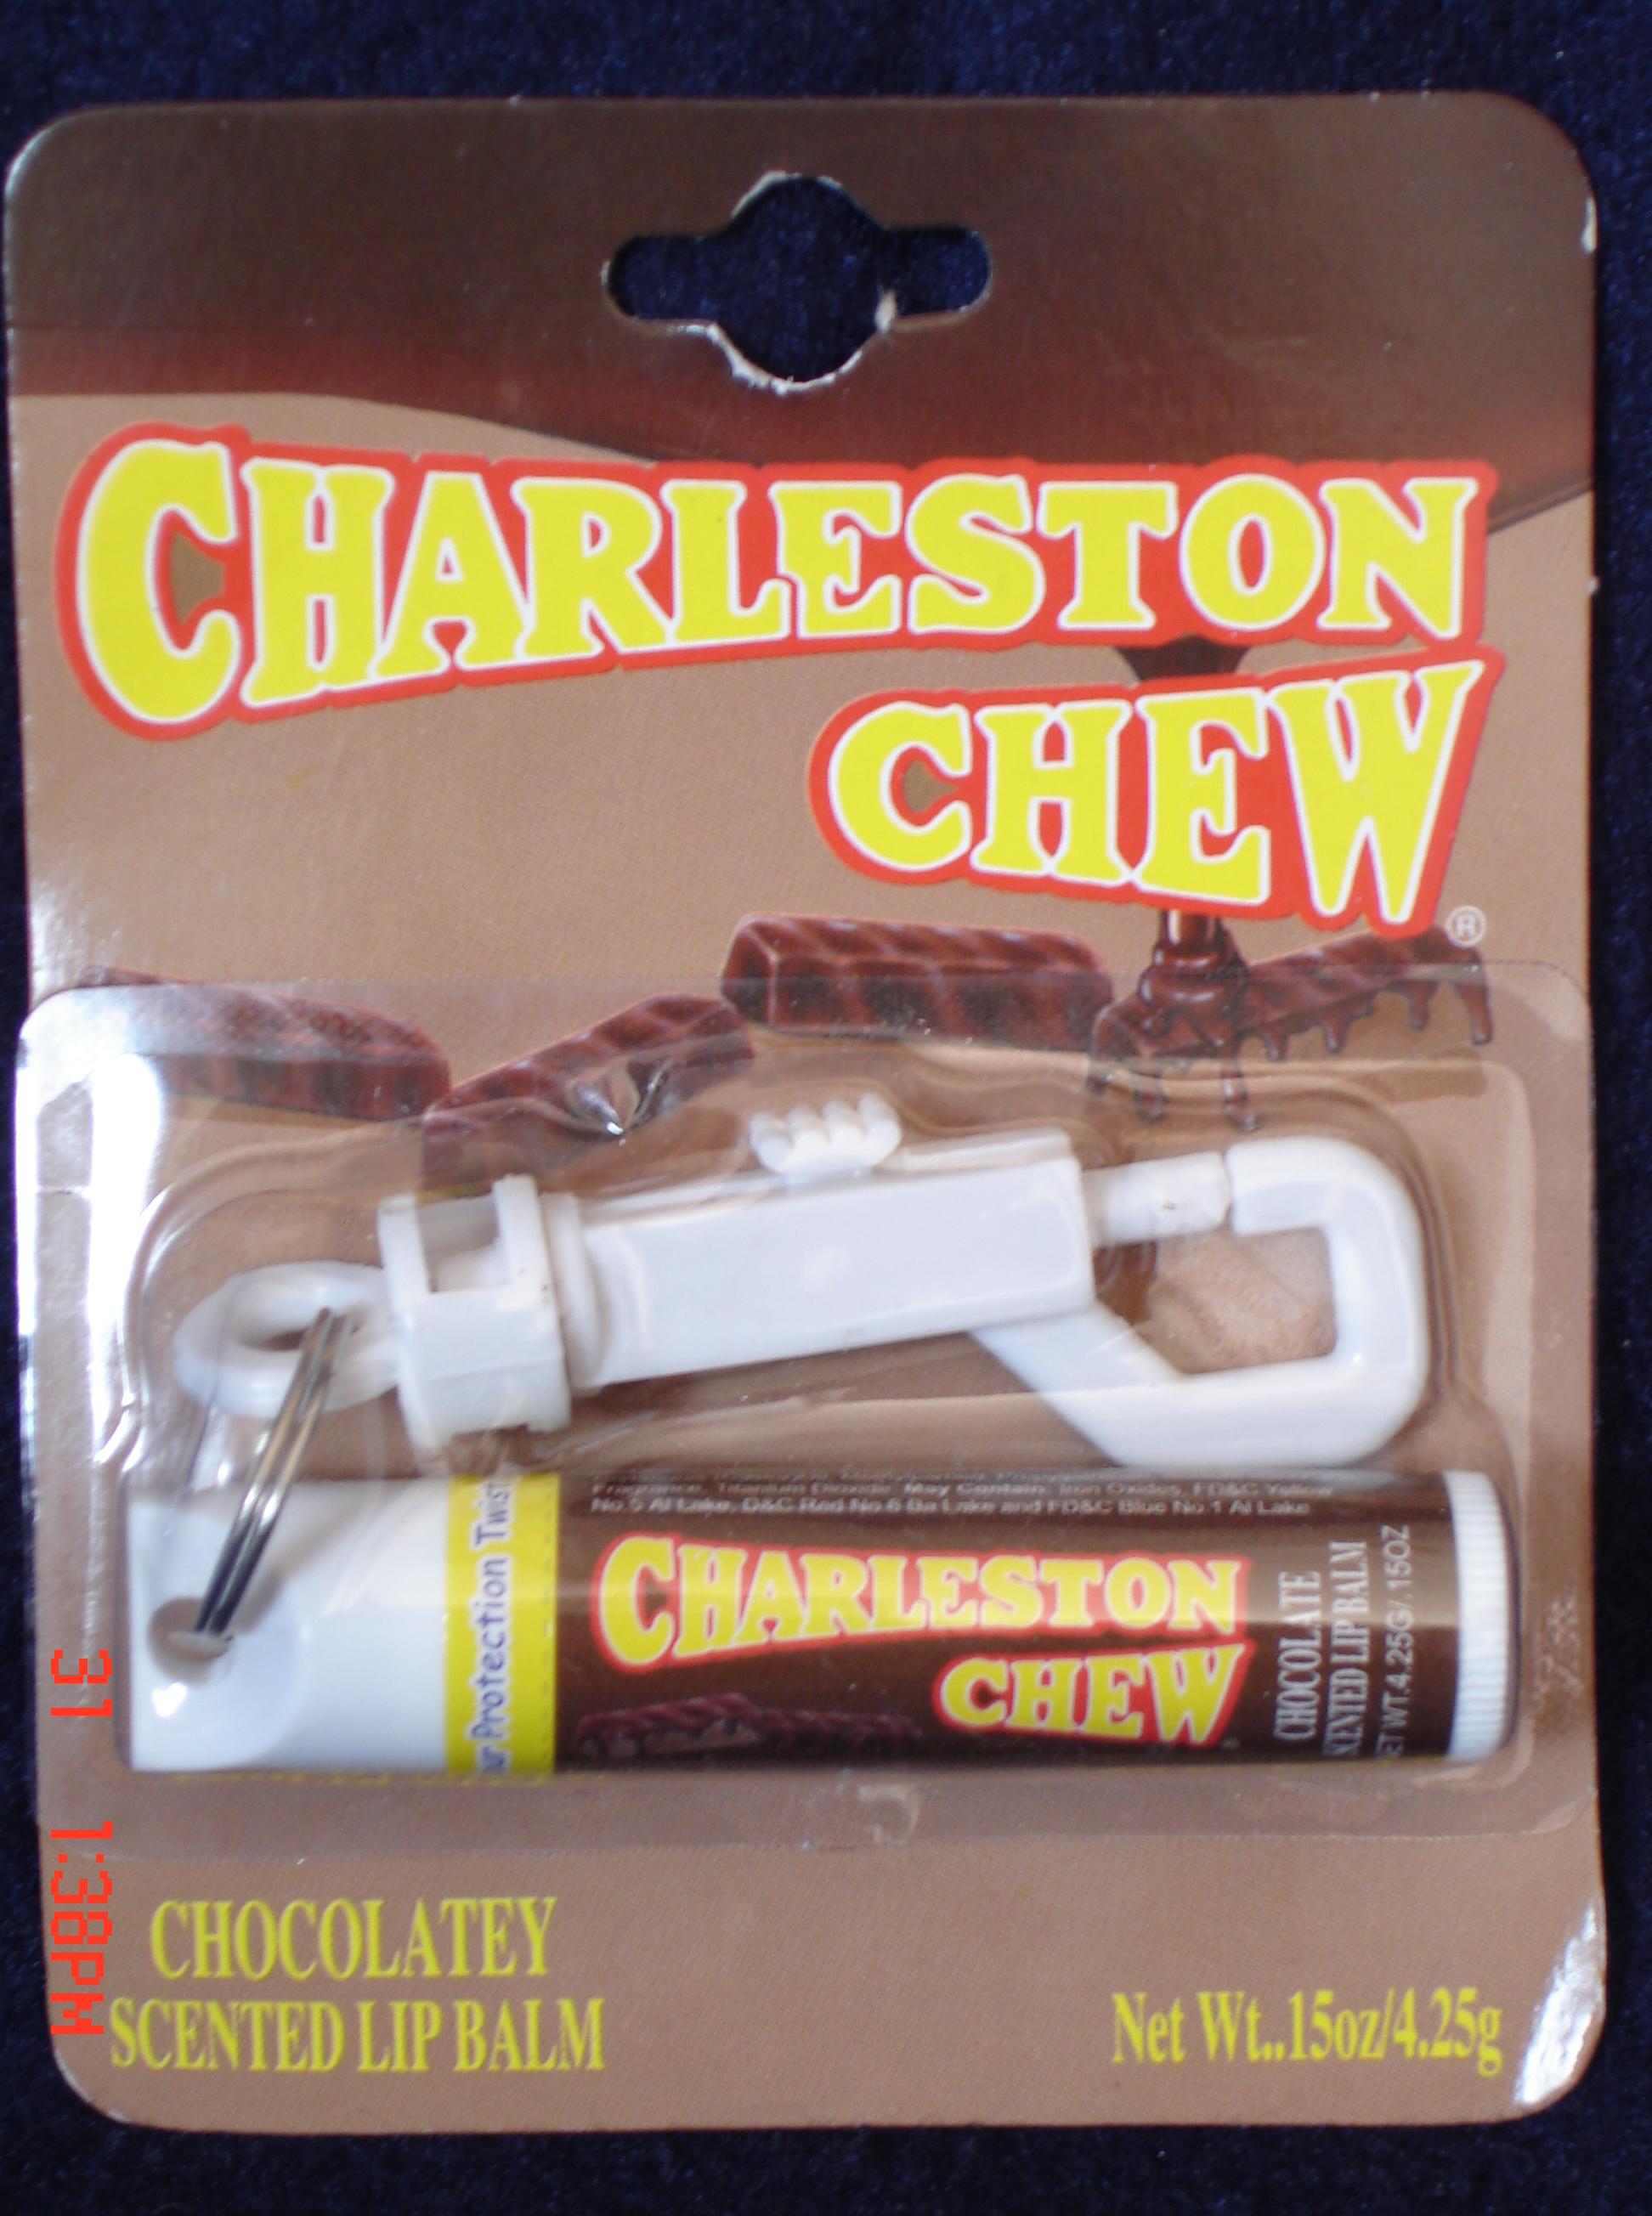 CHARLESTON
CHEW®
Fragrance, Titanium Dioxide. May Contain: Iron Oxides, FD&C Yellow
No.5 Al Lake, D&C Red No 6 Ba Lake and FD&C Blue No 1 Al Lake
Protection Twist
CHARLESTON
CHEW
CHOCOLATE
SCENTED LIP BALM
WT.4.25G/.15OZ
CHOCOLATEY
SCENTED LIP BALM
Net Wt..15oz/4.25g
31 1:38PM